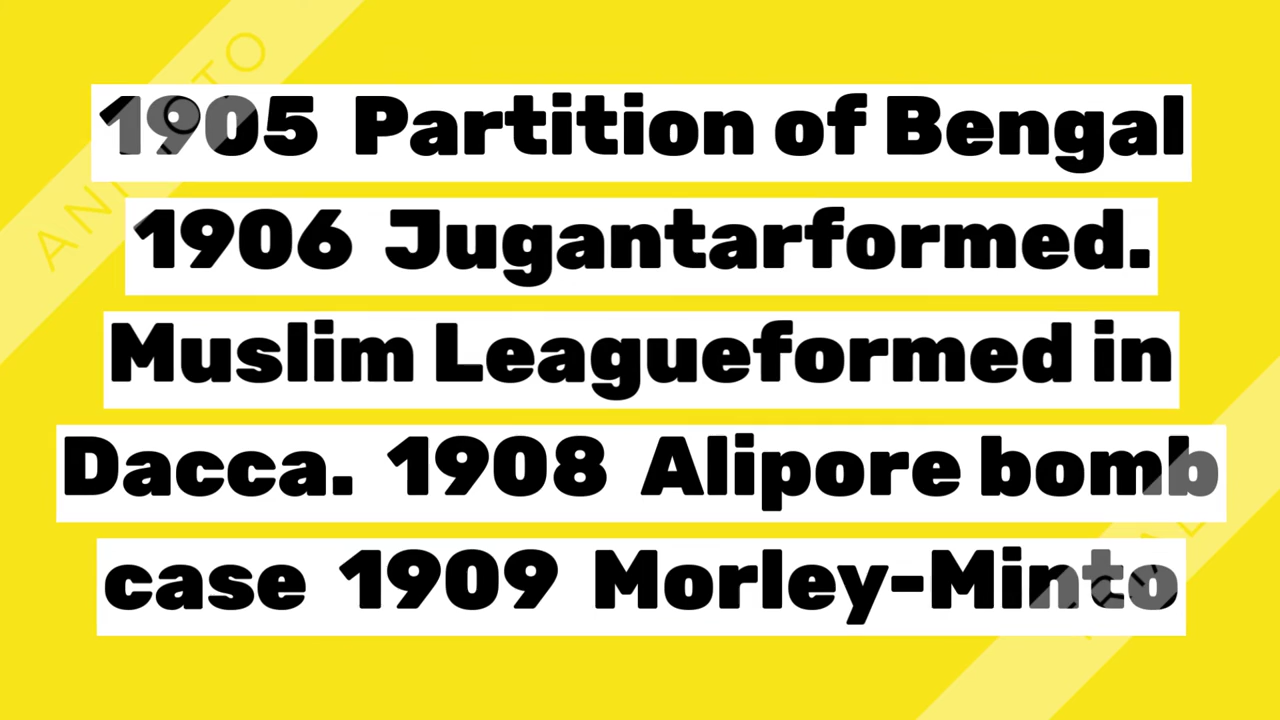 1905 Partition of Bengal
1906 Jugantarformed.
Muslim Leagueformed in
Dacca. 1908 Alipore bomb
case 1909 Morley-Minto